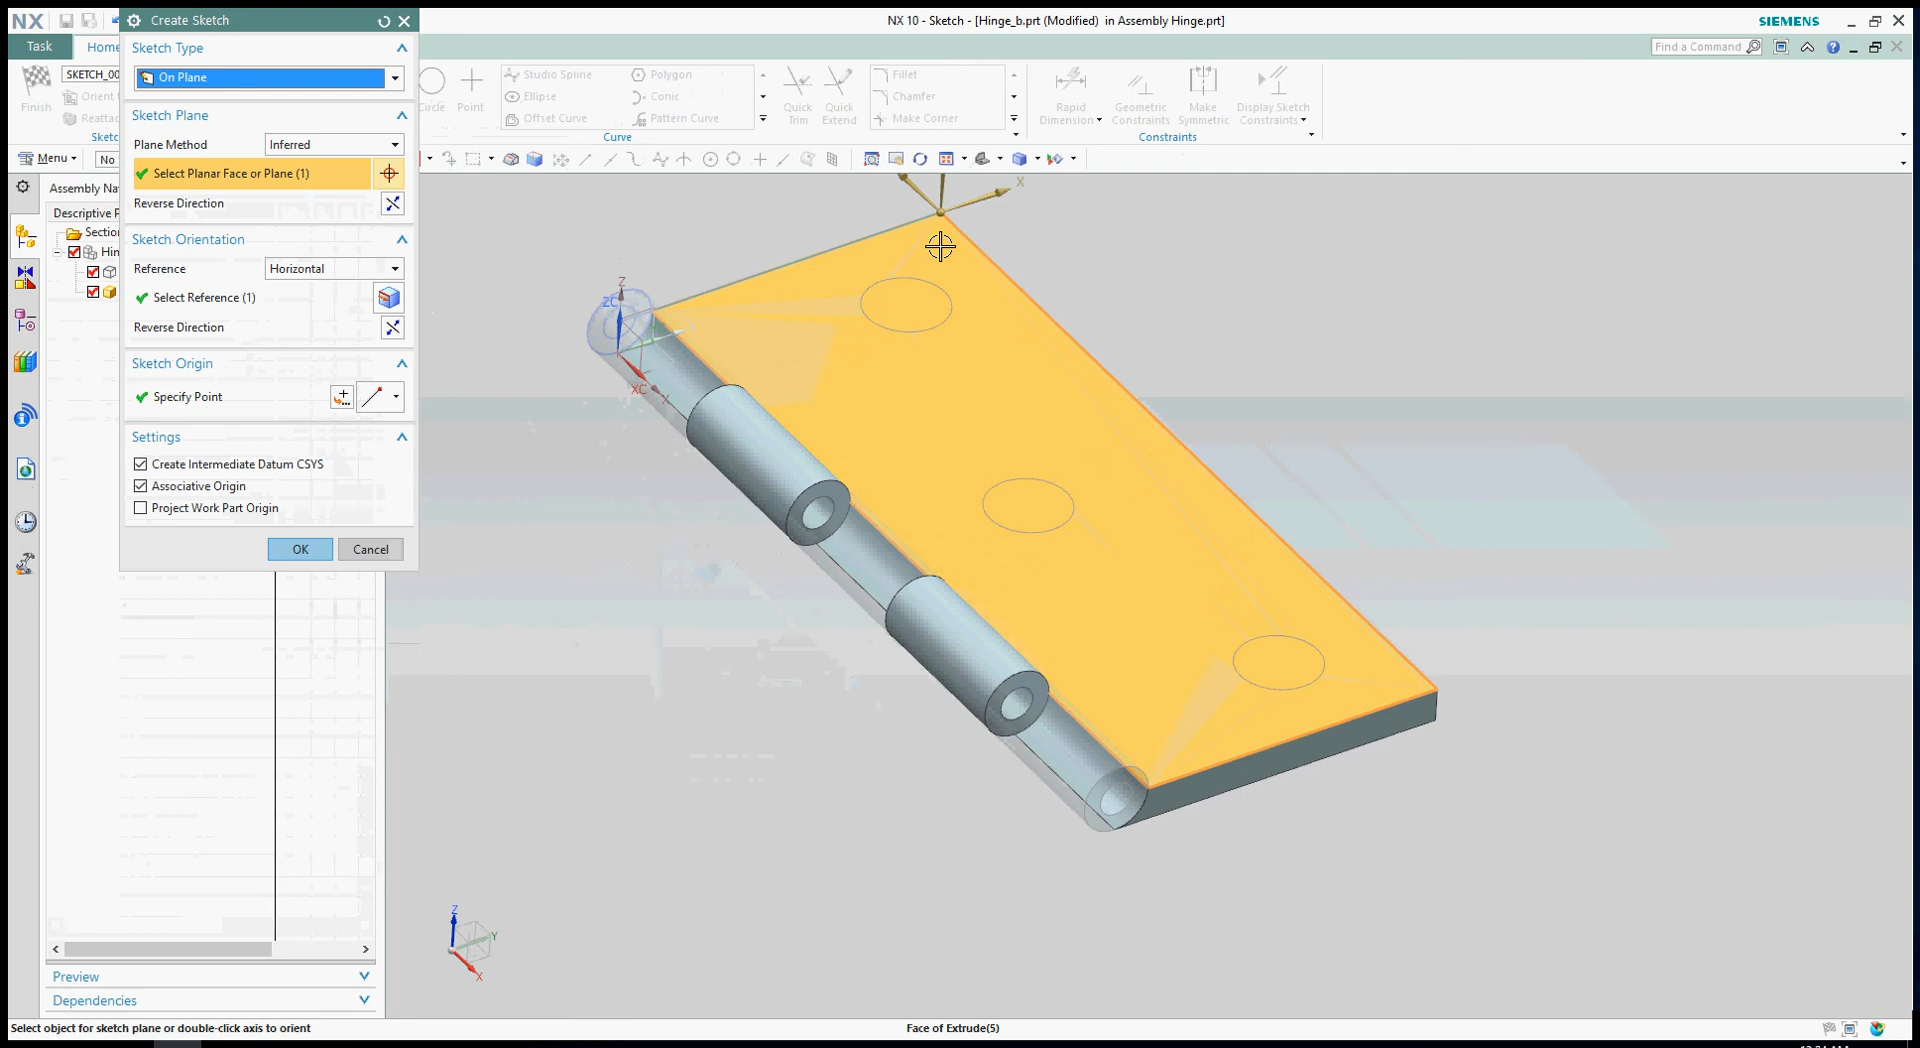 NX
Create Sketch
NX 10 - Sketch - [Hinge_b.prt (Modified) in Assembly Hinge.prt]
SIEMENS
Task
Home
Sketch Type
On Plane
Find a Command
SKETCH_00
Finish
Orient
Reattac
Sketc
Circle
Point
Studio Spline
Ellipse
Offset Curve
Polygon
Conic
Pattern Curve
Curve
Quick Trim
Quick Extend
Fillet
Chamfer
Make Corner
Rapid Dimension
Geometric Constraints
Make Symmetric
Display Sketch Constraints
Constraints
Menu
No
Sketch Plane
Plane Method
Inferred
Select Planar Face or Plane (1)
Reverse Direction
Assembly Na
Descriptive P
Section
Hin
Sketch Orientation
Reference
Horizontal
Select Reference (1)
Reverse Direction
Sketch Origin
Specify Point
Settings
Create Intermediate Datum CSYS
Associative Origin
Project Work Part Origin
OK
Cancel
X
Z
ZC
XC
X
Z
Y
X
Preview
Dependencies
Select object for sketch plane or double-click axis to orient
Face of Extrude(5)